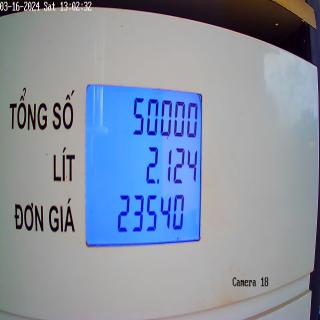 03-16-2024 Sat 13:02:32
TỔNG SỐ 50000
LÍT 2.124
ĐƠN GIÁ 23540
Camera 18